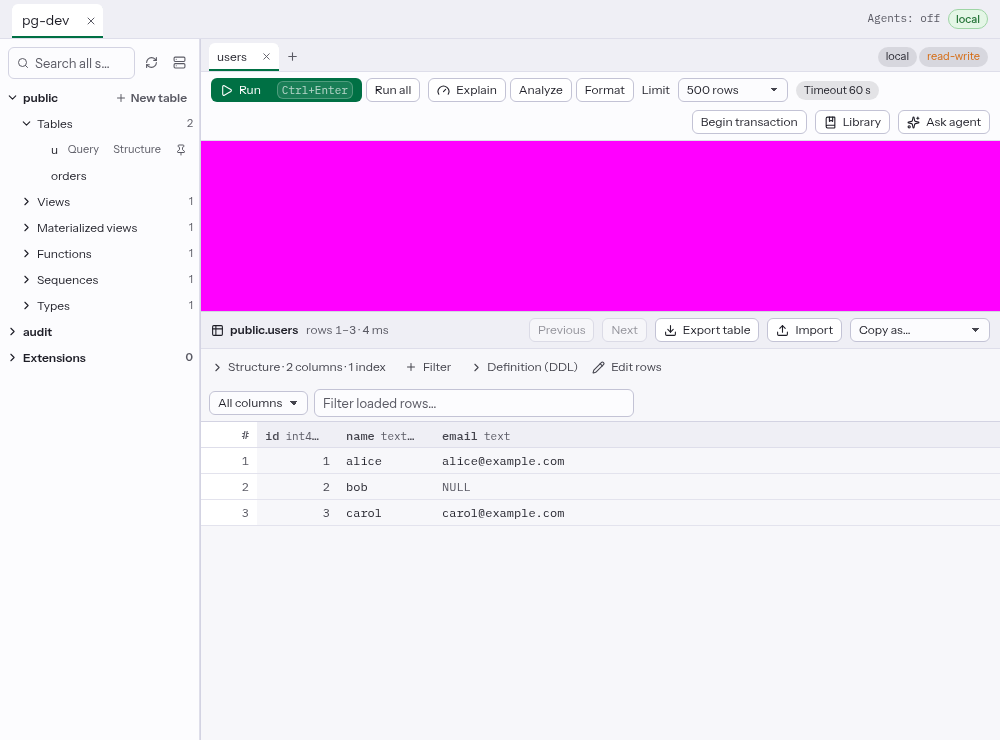 pg-dev
Agents: off local
Search all s...
users
local read-write
Run Ctrl+Enter Run all Explain Analyze Format Limit 500 rows Timeout 60 s
Begin transaction Library Ask agent
public New table
Tables 2
u Query Structure
orders
Views 1
Materialized views 1
Functions 1
Sequences 1
Types 1
audit
Extensions 0
public.users rows 1–3 · 4 ms Previous Next Export table Import Copy as...
Structure · 2 columns · 1 index Filter Definition (DDL) Edit rows
All columns Filter loaded rows...
# id int4… name text… email text
1 1 alice alice@example.com
2 2 bob NULL
3 3 carol carol@example.com